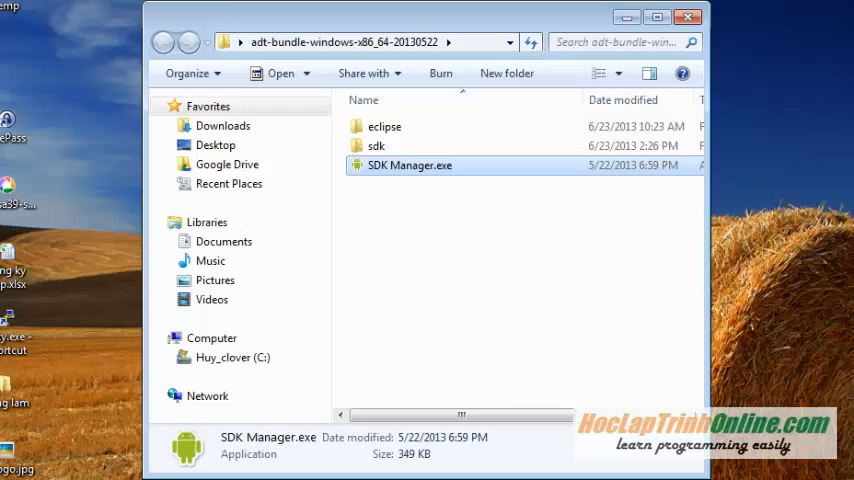 emp
adt-bundle-windows-x86_64-20130522
Search adt-bundle-win...
Organize
Open
Share with
Burn
New folder
Name
Date modified
T
Favorites
Downloads
Desktop
Google Drive
Recent Places
Libraries
Documents
Music
Pictures
Videos
Computer
Huy_clover (C:)
Network
eclipse
6/23/2013 10:23 AM
F
sdk
6/23/2013 2:26 PM
F
SDK Manager.exe
5/22/2013 6:59 PM
A
ePass
sa39-s...
ng ky
p.xlsx
y.exe -
ortcut
ng lam
ogo.jpg
SDK Manager.exe Date modified: 5/22/2013 6:59 PM
Application Size: 349 KB
HocLapTrinhOnline.com
learn programming easily